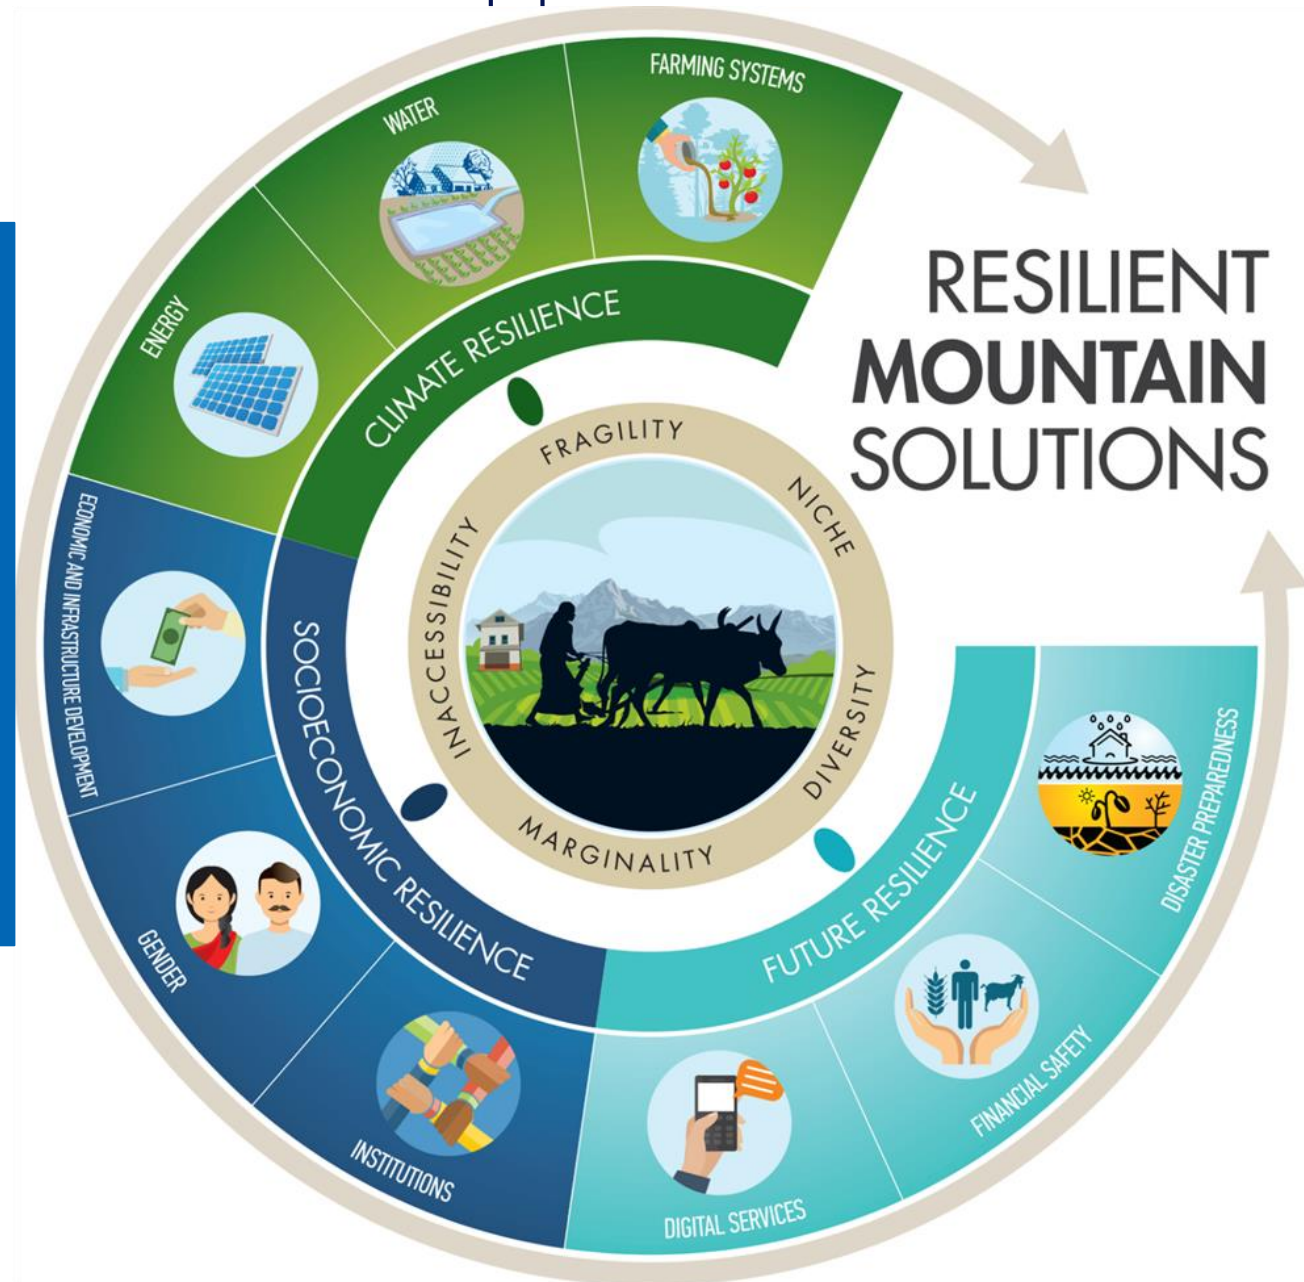 FARMING SYSTEMS
WATER
ENERGY
CLIMATE RESILIENCE
RESILIENT
MOUNTAIN
SOLUTIONS
FRAGILITY
NICHE
DIVERSITY
MARGINALITY
INACCESSIBILITY
ECONOMIC AND INFRASTRUCTURE DEVELOPMENT
SOCIOECONOMIC RESILIENCE
GENDER
INSTITUTIONS
FUTURE RESILIENCE
DIGITAL SERVICES
FINANCIAL SAFETY
DISASTER PREPAREDNESS